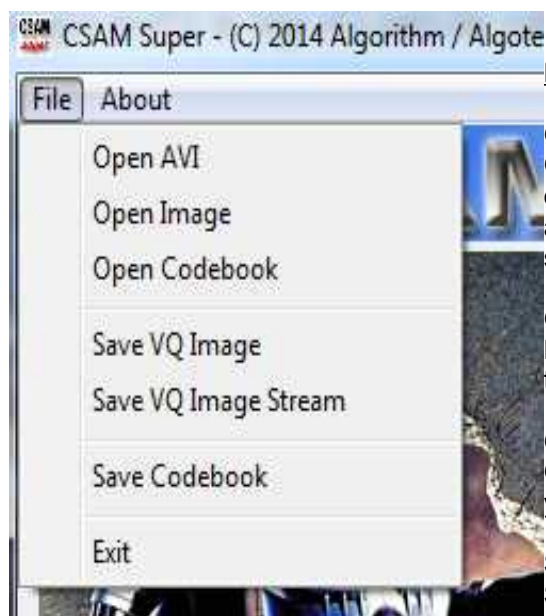 CSAM Super - (C) 2014 Algorithm / Algote
File About
Open AVI
Open Image
Open Codebook
Save VQ Image
Save VQ Image Stream
Save Codebook
Exit